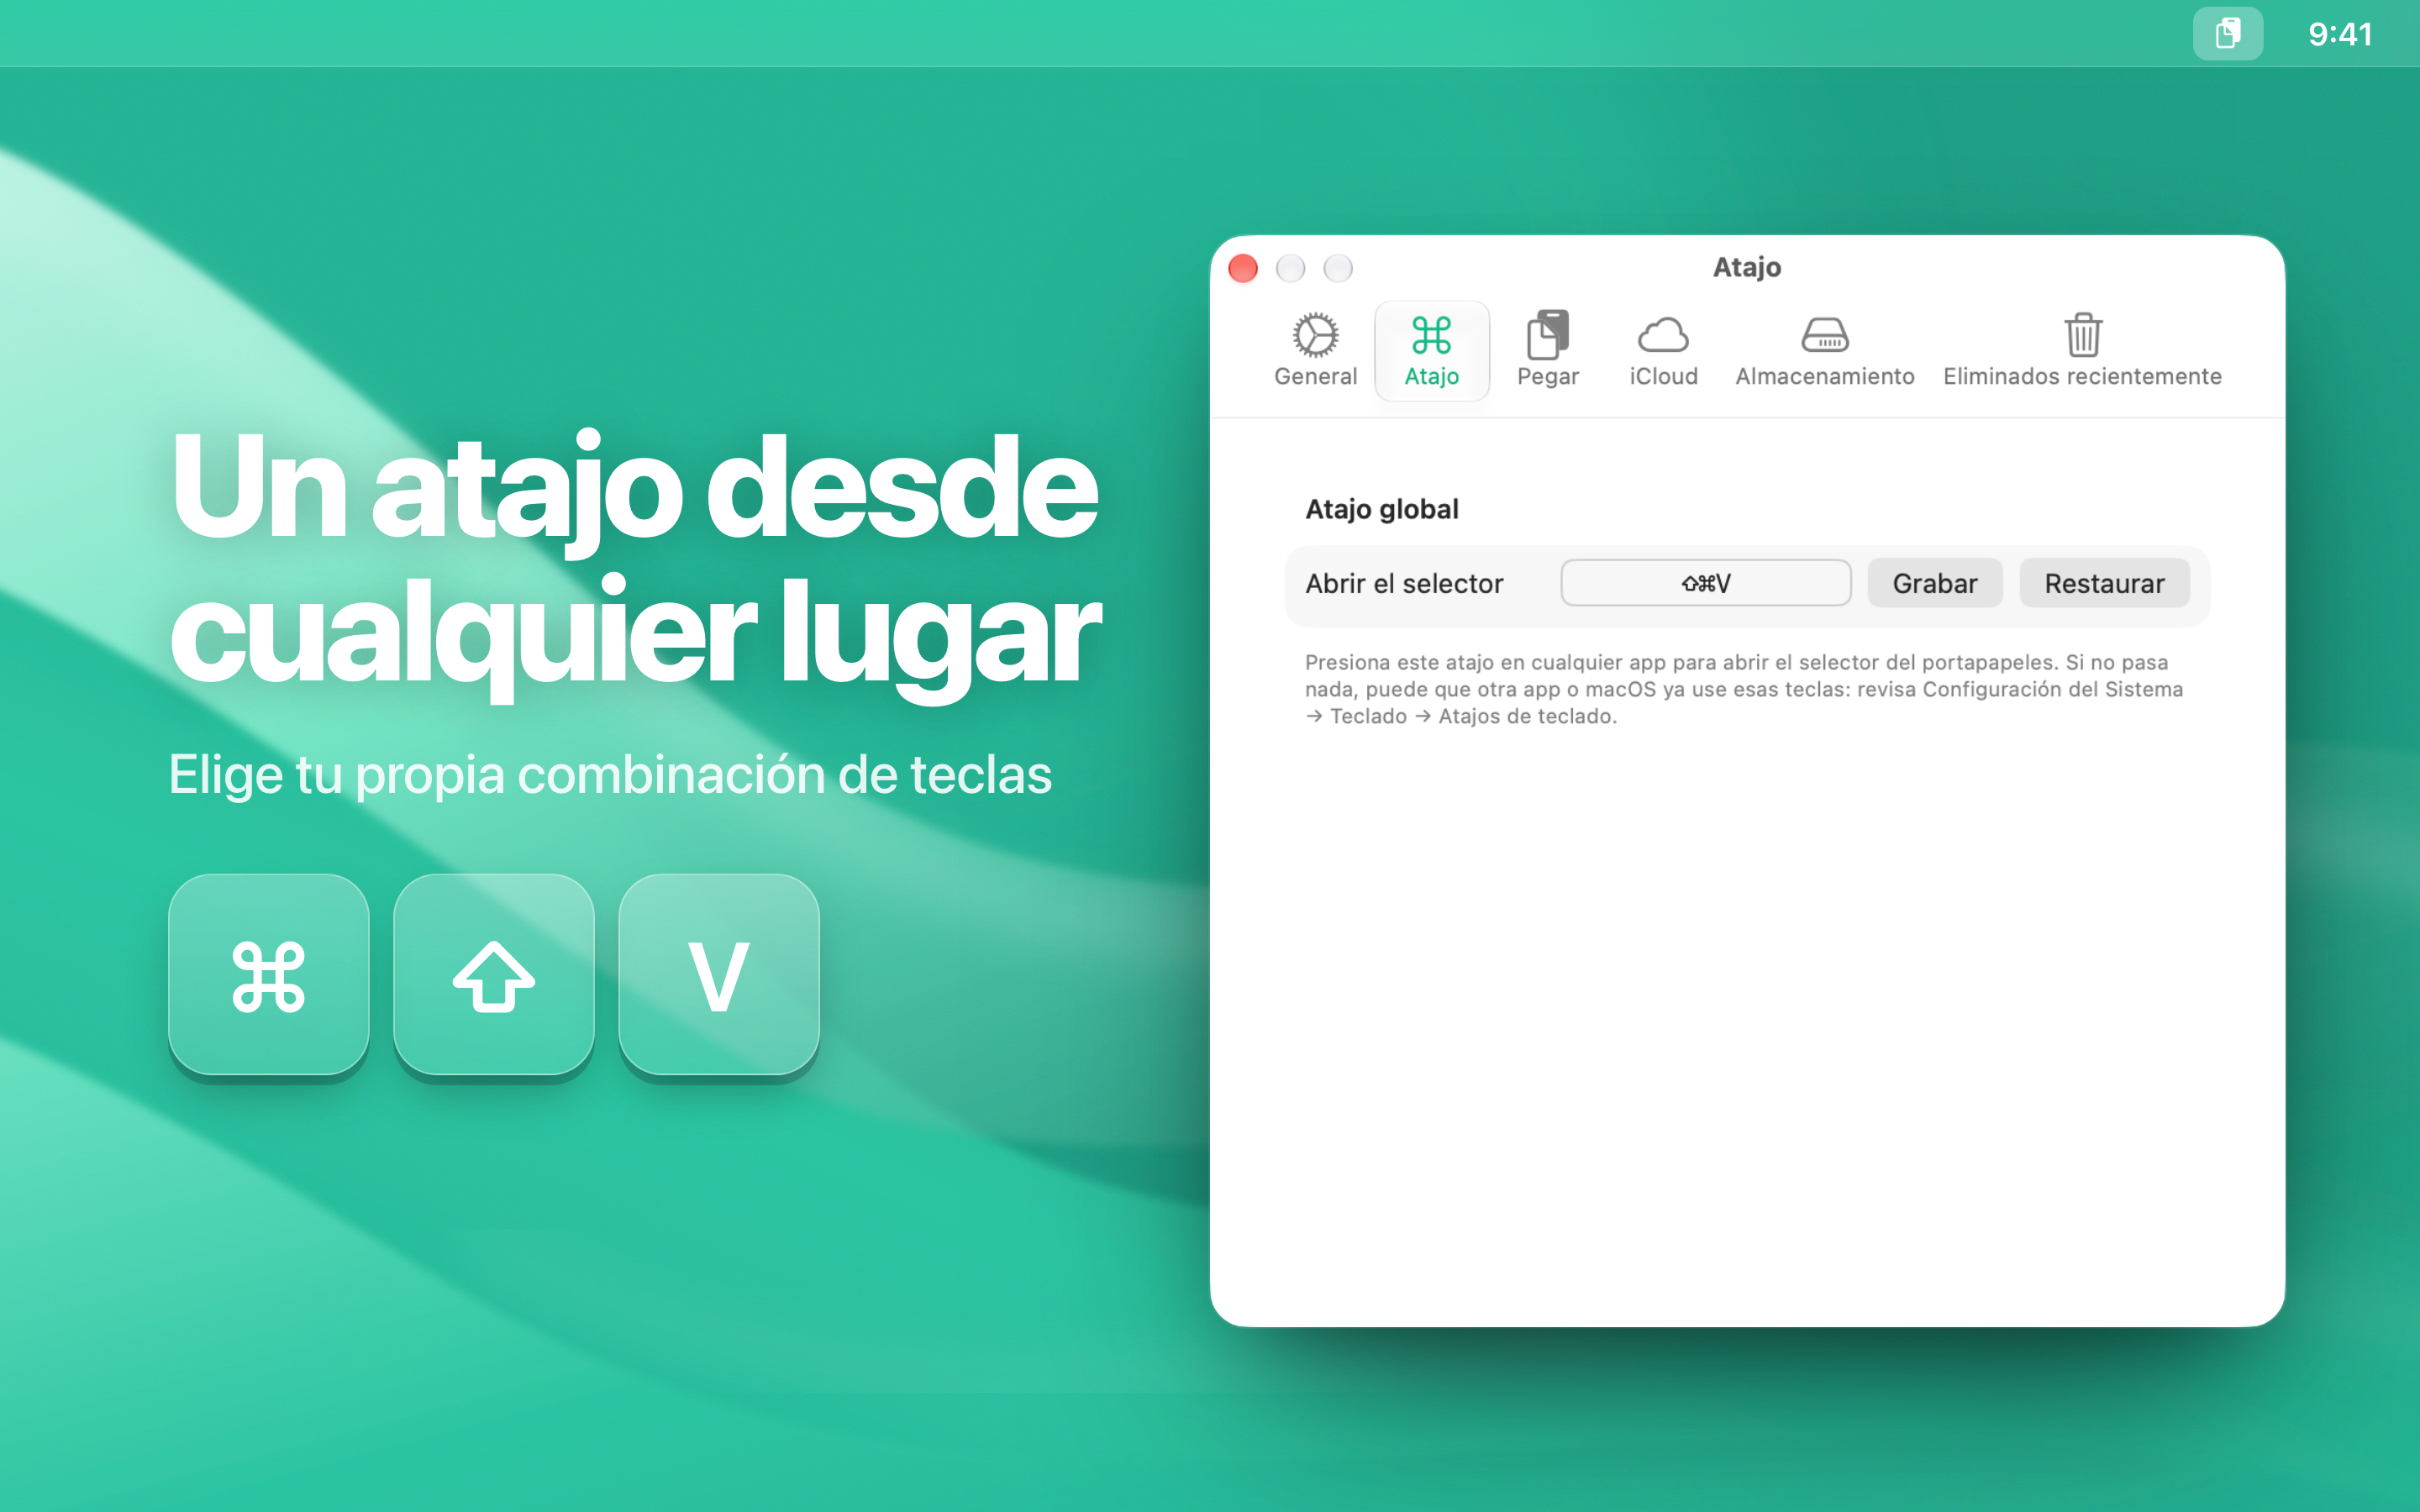 9:41
Un atajo desde
cualquier lugar
Elige tu propia combinación de teclas
⌘ ⇧ V
Atajo
General Atajo Pegar iCloud Almacenamiento Eliminados recientemente
Atajo global
Abrir el selector ⇧⌘V Grabar Restaurar
Presiona este atajo en cualquier app para abrir el selector del portapapeles. Si no pasa
nada, puede que otra app o macOS ya use esas teclas: revisa Configuración del Sistema
→ Teclado → Atajos de teclado.